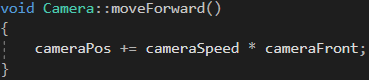 void Camera::moveForward()
{
    cameraPos += cameraSpeed * cameraFront;
}